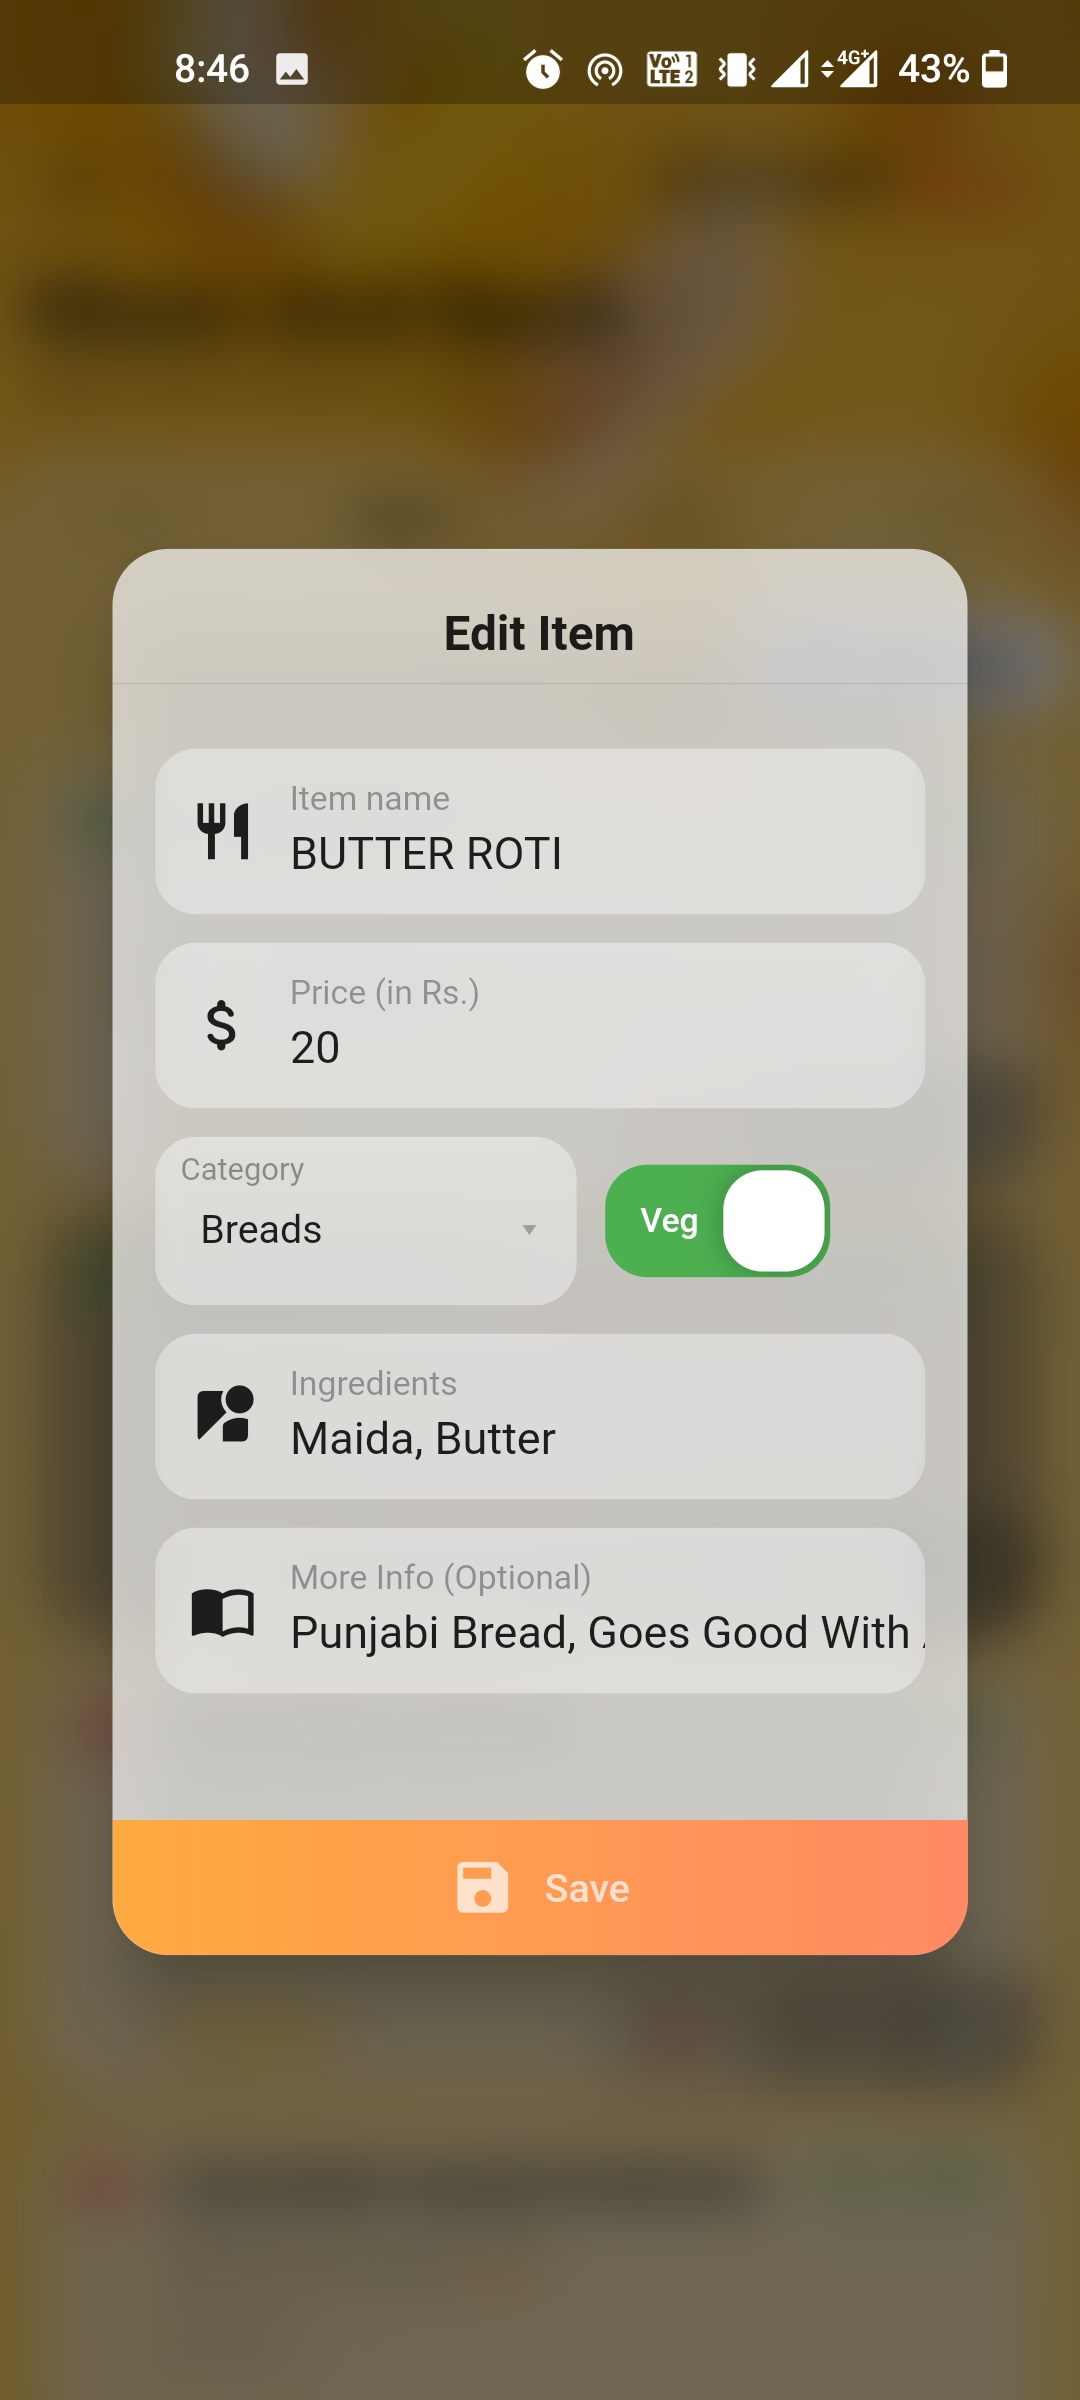 8:46 Vo LTE 1 2 4G+ 43%
Edit Item
Item name
BUTTER ROTI
Price (in Rs.)
$ 20
Category
Breads
Veg
Ingredients
Maida, Butter
More Info (Optional)
Punjabi Bread, Goes Good With
Save